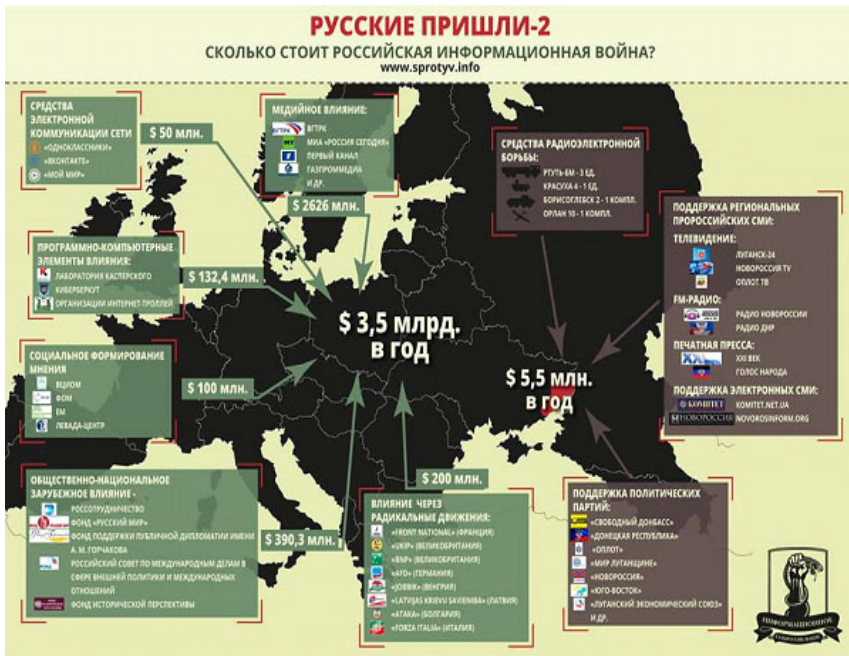 РУССКИЕ ПРИШЛИ-2
СКОЛЬКО СТОИТ РОССИЙСКАЯ ИНФОРМАЦИОННАЯ ВОЙНА?
www.sprotyv.info
СРЕДСТВА
ЭЛЕКТРОННОЙ
КОММУНИКАЦИИ СЕТИ
«ОДНОКЛАССНИКИ»
«ВКОНТАКТЕ»
«МОЙ МИР»
$ 50 МЛН.
МЕДИЙНОЕ ВЛИЯНИЕ:
ВГТРК
ВГТРК
МИА «РОССИЯ СЕГОДНЯ»
ПЕРВЫЙ КАНАЛ
ГАЗПРОММЕДИА
И ДР.
$ 2626 МЛН.
СРЕДСТВА РАДИОЭЛЕКТРОННОЙ
БОРЬБЫ:
РТУТЬ-БМ - 3 ЕД.
КРАСУХА 4 - 1 ЕД.
БОРИСОГЛЕБСК 2 - 1 КОМПЛ.
ОРЛАН 10 - 1 КОМПЛ.
ПРОГРАММНО-КОМПЬЮТЕРНЫЕ
ЭЛЕМЕНТЫ ВЛИЯНИЯ:
ЛАБОРАТОРИЯ КАСПЕРСКОГО
КИБЕРБЕРКУТ
ОРГАНИЗАЦИИ ИНТЕРНЕТ-ТРОЛЛЕЙ
$ 132,4 МЛН.
СОЦИАЛЬНОЕ ФОРМИРОВАНИЕ
МНЕНИЯ
ВЦИОМ
ФОМ
ЕМ
ЛЕВАДА-ЦЕНТР
$ 100 МЛН.
$ 3,5 млрд.
в год
$ 5,5 млн.
в год
ПОДДЕРЖКА РЕГИОНАЛЬНЫХ
ПРОРОССИЙСКИХ СМИ:
ТЕЛЕВИДЕНИЕ:
ЛУГАНСК-24
НОВОРОССИЯ TV
ОПЛОТ ТВ
FM-РАДИО:
РАДИО НОВОРОССИИ
РАДИО ДНР
ПЕЧАТНАЯ ПРЕССА:
XXI
XXI ВЕК
ГОЛОС НАРОДА
ПОДДЕРЖКА ЭЛЕКТРОННЫХ СМИ:
КОМИТЕТ
KOMITET.NET.UA
НОВОРОССИЯ
NOVOROSINFORM.ORG
ОБЩЕСТВЕННО-НАЦИОНАЛЬНОЕ
ЗАРУБЕЖНОЕ ВЛИЯНИЕ -
РОССОТРУДНИЧЕСТВО
ФОНД «РУССКИЙ МИР»
ФОНД ПОДДЕРЖКИ ПУБЛИЧНОЙ ДИПЛОМАТИИ ИМЕНИ
А. М. ГОРЧАКОВА
РОССИЙСКИЙ СОВЕТ ПО МЕЖДУНАРОДНЫМ ДЕЛАМ В
СФЕРЕ ВНЕШНЕЙ ПОЛИТИКИ И МЕЖДУНАРОДНЫХ
ОТНОШЕНИЙ
ФОНД ИСТОРИЧЕСКОЙ ПЕРСПЕКТИВЫ
$ 390,3 МЛН.
$ 200 МЛН.
ВЛИЯНИЕ ЧЕРЕЗ
РАДИКАЛЬНЫЕ ДВИЖЕНИЯ:
«FRONT NATIONAL» (ФРАНЦИЯ)
«UKIP» (ВЕЛИКОБРИТАНИЯ)
«BNP» (ВЕЛИКОБРИТАНИЯ)
«AFD» (ГЕРМАНИЯ)
«JOBBIK» (ВЕНГРИЯ)
«LATVIJAS KRIEVU SAVIENIBA» (ЛАТВИЯ)
«АТАКА» (БОЛГАРИЯ)
«FORZA ITALIA» (ИТАЛИЯ)
ПОДДЕРЖКА ПОЛИТИЧЕСКИХ
ПАРТИЙ:
«СВОБОДНЫЙ ДОНБАСС»
«ДОНЕЦКАЯ РЕСПУБЛИКА»
«ОПЛОТ»
«МИР ЛУГАНЩИНЕ»
«НОВОРОССИЯ»
«ЮГО-ВОСТОК»
«ЛУГАНСКИЙ ЭКОНОМИЧЕСКИЙ СОЮЗ»
И ДР.
ИНФОРМАЦИОННОЕ
СОПРОТИВЛЕНИЕ